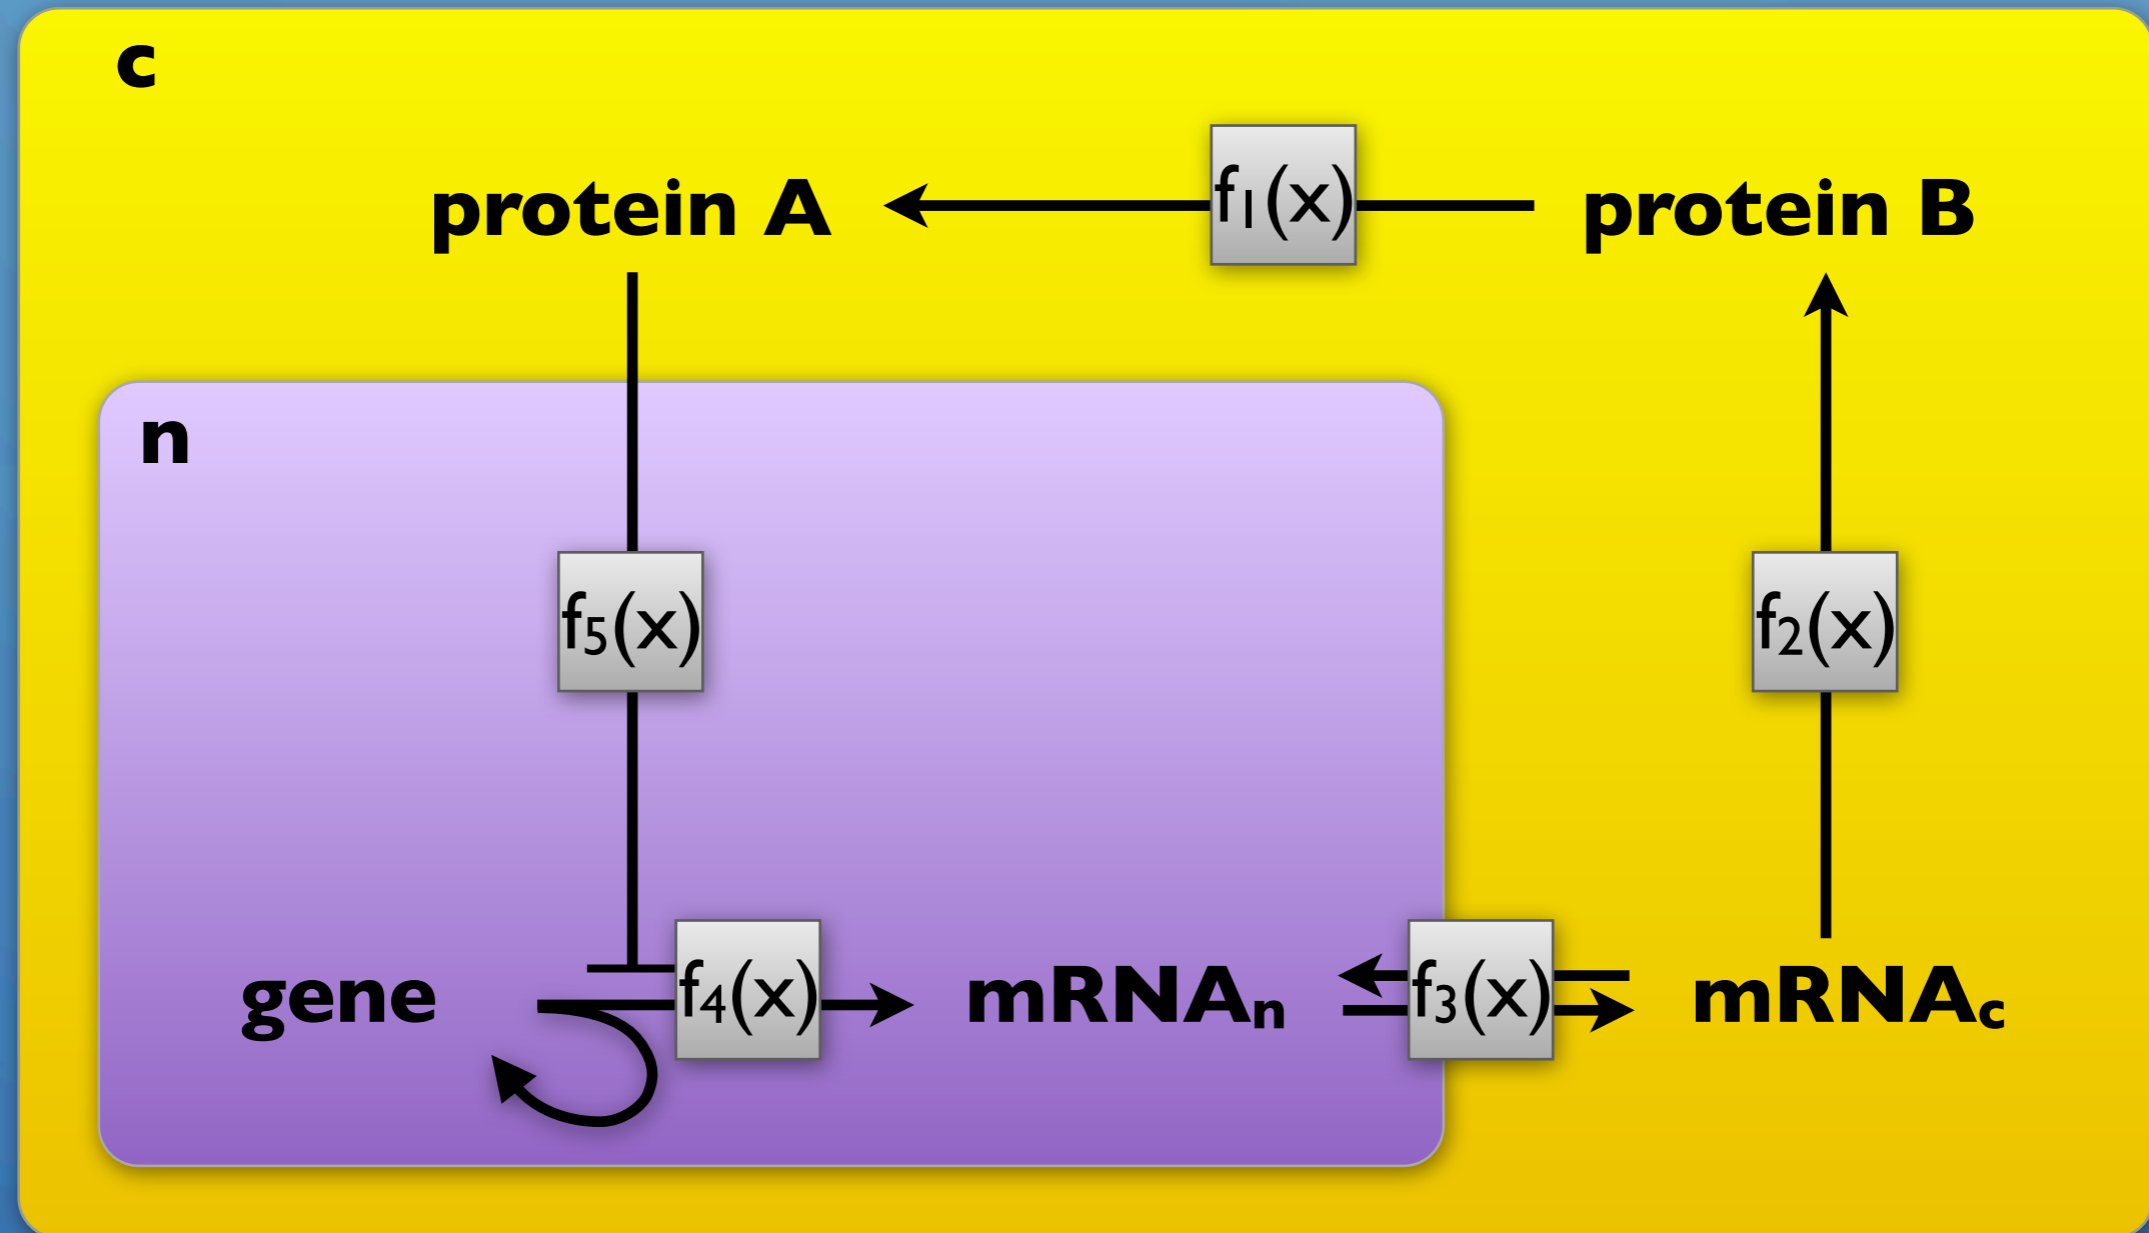 c
protein A
f1(x)
protein B
n
f5(x)
f2(x)
gene
f4(x)
mRNAn
f3(x)
mRNAc